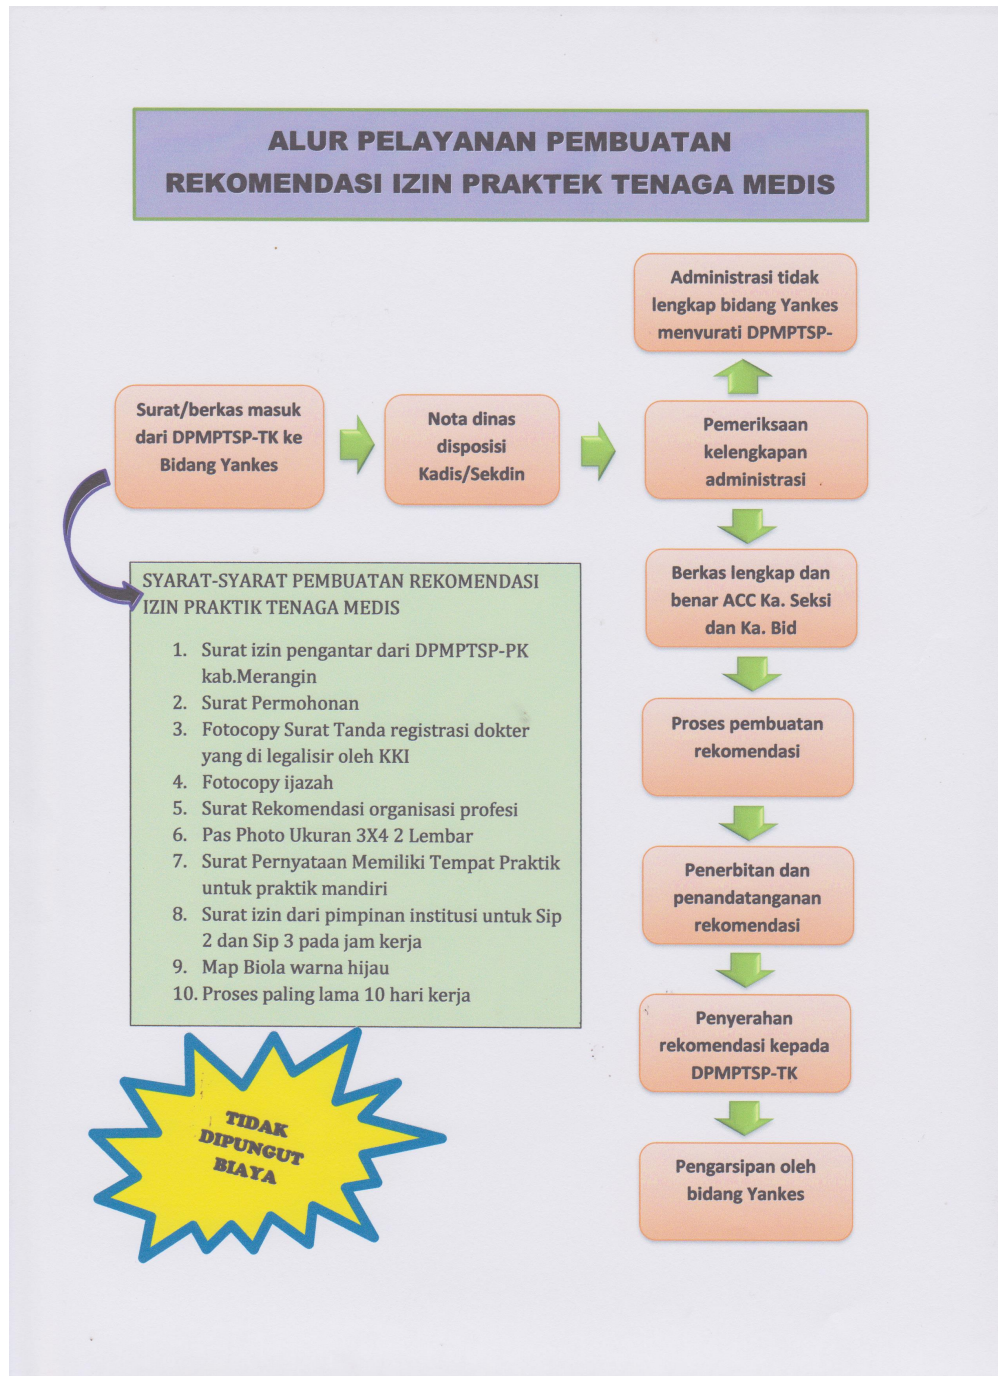 ALUR PELAYANAN PEMBUATAN
REKOMENDASI IZIN PRAKTEK TENAGA MEDIS
Administrasi tidak
lengkap bidang Yankes
menyurati DPMPTSP-
Surat/berkas masuk
dari DPMPTSP-TK ke
Bidang Yankes
Nota dinas
disposisi
Kadis/Sekdin
Pemeriksaan
kelengkapan
administrasi
Berkas lengkap dan
benar ACC Ka. Seksi
dan Ka. Bid
Proses pembuatan
rekomendasi
Penerbitan dan
penandatanganan
rekomendasi
Penyerahan
rekomendasi kepada
DPMPTSP-TK
Pengarsipan oleh
bidang Yankes
SYARAT-SYARAT PEMBUATAN REKOMENDASI
IZIN PRAKTIK TENAGA MEDIS
1. Surat izin pengantar dari DPMPTSP-PK
kab.Merangin
2. Surat Permohonan
3. Fotocopy Surat Tanda registrasi dokter
yang di legalisir oleh KKI
4. Fotocopy ijazah
5. Surat Rekomendasi organisasi profesi
6. Pas Photo Ukuran 3X4 2 Lembar
7. Surat Pernyataan Memiliki Tempat Praktik
untuk praktik mandiri
8. Surat izin dari pimpinan institusi untuk Sip
2 dan Sip 3 pada jam kerja
9. Map Biola warna hijau
10. Proses paling lama 10 hari kerja
TIDAK
DIPUNGUT
BIAYA